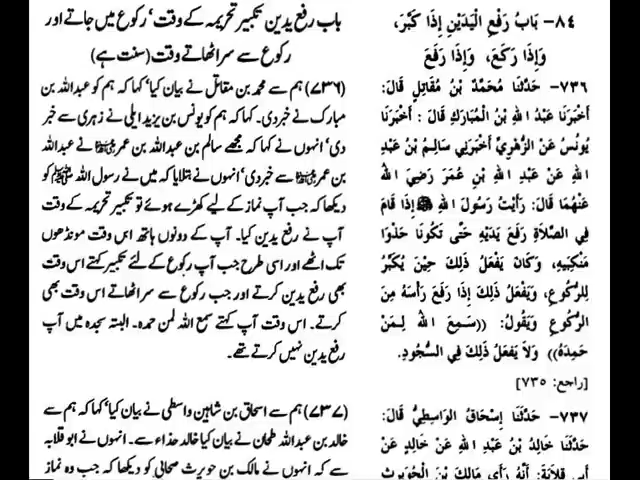 ٨٤- بَابُ رَفْعِ الْيَدَيْنِ إِذَا كَبَّرَ،
وَإِذَا رَكَعَ، وَإِذَا رَفَعَ
٧٣٦- حَدَّثَنَا مُحَمَّدُ بْنُ مُقَاتِلٍ قَالَ:
أَخْبَرَنَا عَبْدُ اللهِ بْنُ الْمُبَارَكِ قَالَ : أَخْبَرَنَا
يُونُسُ عَنِ الزُّهْرِيِّ أَخْبَرَنِي سَالِمُ بْنُ عَبْدِ
اللهِ عَنْ عَبْدِ اللهِ بْنِ عُمَرَ رَضِيَ اللهُ
عَنْهُمَا قَالَ: رَأَيْتُ رَسُولَ اللهِ ﷺ إِذَا قَامَ
فِي الصَّلَاةِ رَفَعَ يَدَيْهِ حَتَّى تَكُونَا حَذْوَ
مَنْكِبَيْهِ، وَكَانَ يَفْعَلُ ذَلِكَ حِيْنَ يُكَبِّرُ
لِلرُّكُوعِ، وَيَفْعَلُ ذَلِكَ إِذَا رَفَعَ رَأْسَهُ مِنَ
الرُّكُوعِ وَيَقُولُ: ((سَمِعَ اللهُ لِمَنْ
حَمِدَهُ)) وَلَا يَفْعَلُ ذَلِكَ فِي السُّجُودِ.
[راجع: ٧٣٥]
٧٣٧- حَدَّثَنَا إِسْحَاقُ الوَاسِطِيُّ قَالَ:
حَدَّثَنَا خَالِدُ بْنُ عَبْدِ اللهِ عَنْ خَالِدٍ عَنْ
أَبِي قِلَابَةَ: أَنَّهُ رَأَى مَالِكَ بْنَ الْحُوَيْرِثِ
باب رفع یدین تکبیر تحریمہ کے وقت‘ رکوع میں جاتے اور
رکوع سے سر اٹھاتے وقت (سنت ہے)
(۷۳۶) ہم سے محمد بن مقاتل نے بیان کیا‘ کہا کہ ہم کو عبداللہ بن
مبارک نے خبر دی۔ کہا کہ ہم کو یونس بن یزید ایلی نے زہری سے خبر
دی‘ انہوں نے کہا کہ مجھے سالم بن عبداللہ بن عمر نے عبداللہ
بن عمر سے خبر دی‘ انہوں نے بتلایا کہ میں نے رسول اللہ ﷺ کو
دیکھا کہ جب آپ نماز کے لیے کھڑے ہوئے تو تکبیر تحریمہ کے وقت
آپ نے رفع یدین کیا۔ آپ کے دونوں ہاتھ اس وقت مونڈھوں
تک اٹھے اور اسی طرح جب آپ رکوع کے لئے تکبیر کہتے اس وقت
بھی رفع یدین کرتے اور جب رکوع سے سر اٹھاتے اس وقت بھی
کرتے۔ اس وقت آپ کہتے سمع اللہ لمن حمدہ۔ البتہ سجدہ میں آپ
رفع یدین نہیں کرتے تھے۔
(۷۳۷) ہم سے اسحاق بن شاہین واسطی نے بیان کیا‘ کہا کہ ہم سے
خالد بن عبداللہ طحان نے بیان کیا خالد حذاء سے۔ انہوں نے ابو قلابہ
سے کہ انہوں نے مالک بن حویرث صحابی کو دیکھا کہ جب وہ نماز